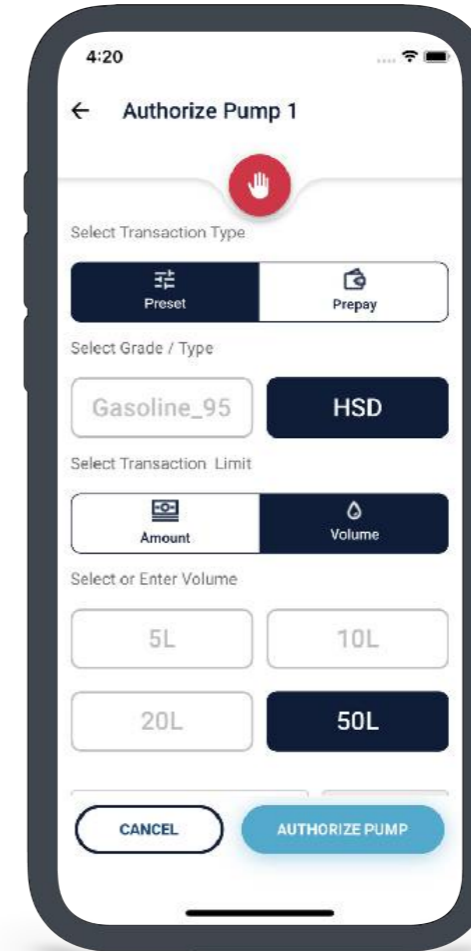 4:20
Authorize Pump 1
Select Transaction Type
Preset Prepay
Select Grade / Type
Gasoline_95 HSD
Select Transaction Limit
Amount Volume
Select or Enter Volume
5L 10L
20L 50L
CANCEL AUTHORIZE PUMP